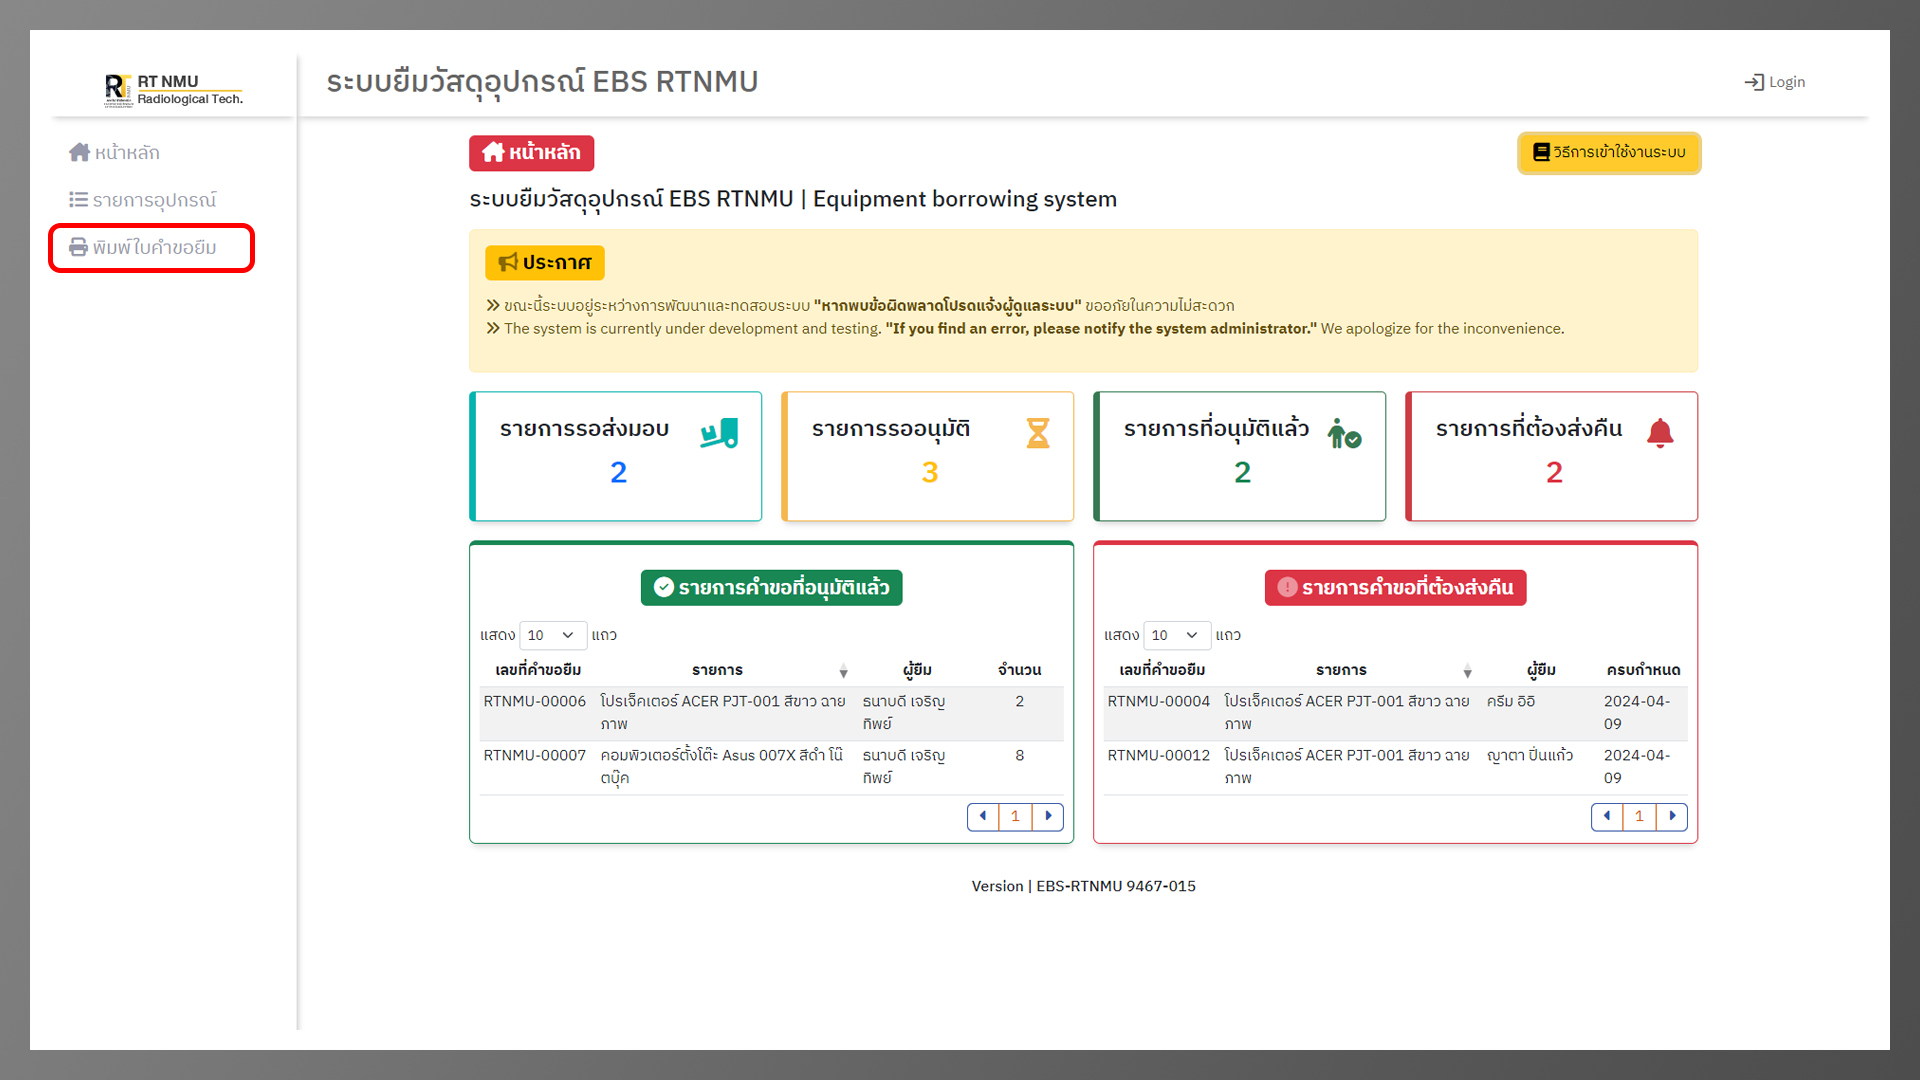 RT NMU
Radiological Tech.
ระบบยืมวัสดุอุปกรณ์ EBS RTNMU
Login
หน้าหลัก
รายการอุปกรณ์
พิมพ์ใบคำขอยืม
หน้าหลัก
วิธีการเข้าใช้งานระบบ
ระบบยืมวัสดุอุปกรณ์ EBS RTNMU | Equipment borrowing system
ประกาศ
ขณะนี้ระบบอยู่ระหว่างการพัฒนาและทดสอบระบบ "หากพบข้อผิดพลาดโปรดแจ้งผู้ดูแลระบบ" ขออภัยในความไม่สะดวก
The system is currently under development and testing. "If you find an error, please notify the system administrator." We apologize for the inconvenience.
รายการรอส่งมอบ
2
รายการรออนุมัติ
3
รายการที่อนุมัติแล้ว
2
รายการที่ต้องส่งคืน
2
รายการคำขอที่อนุมัติแล้ว
แสดง 10 แถว
เลขที่คำขอยืม รายการ ผู้ยืม จำนวน
RTNMU-00006 โปรเจ็คเตอร์ ACER PJT-001 สีขาว ฉาย ธนาบดี เจริญ 2
ภาพ ทิพย์
RTNMU-00007 คอมพิวเตอร์ตั้งโต๊ะ Asus 007X สีดำ โน๊ ธนาบดี เจริญ 8
ตบุ๊ค ทิพย์
1
รายการคำขอที่ต้องส่งคืน
แสดง 10 แถว
เลขที่คำขอยืม รายการ ผู้ยืม ครบกำหนด
RTNMU-00004 โปรเจ็คเตอร์ ACER PJT-001 สีขาว ฉาย ครีม อิอิ 2024-04-
ภาพ 09
RTNMU-00012 โปรเจ็คเตอร์ ACER PJT-001 สีขาว ฉาย ญาตา ปิ่นแก้ว 2024-04-
ภาพ 09
1
Version | EBS-RTNMU 9467-015